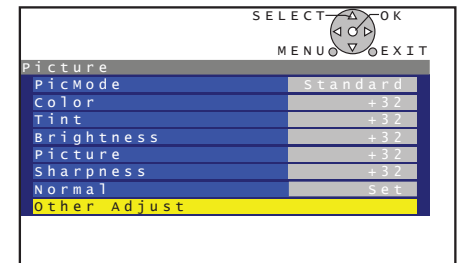 SELECT OK
MENU EXIT
Picture
PicMode Standard
Color +32
Tint +32
Brightness +32
Picture +32
Sharpness +32
Normal Set
Other Adjust